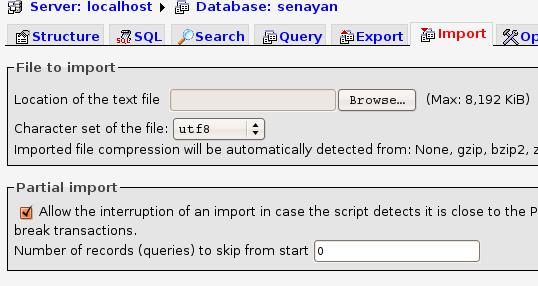 Server: localhost Database: senayan
Structure SQL Search Query Export Import Op
File to import
Location of the text file Browse... (Max: 8,192 KiB)
Character set of the file: utf8
Imported file compression will be automatically detected from: None, gzip, bzip2, z
Partial import
Allow the interruption of an import in case the script detects it is close to the P
break transactions.
Number of records (queries) to skip from start 0